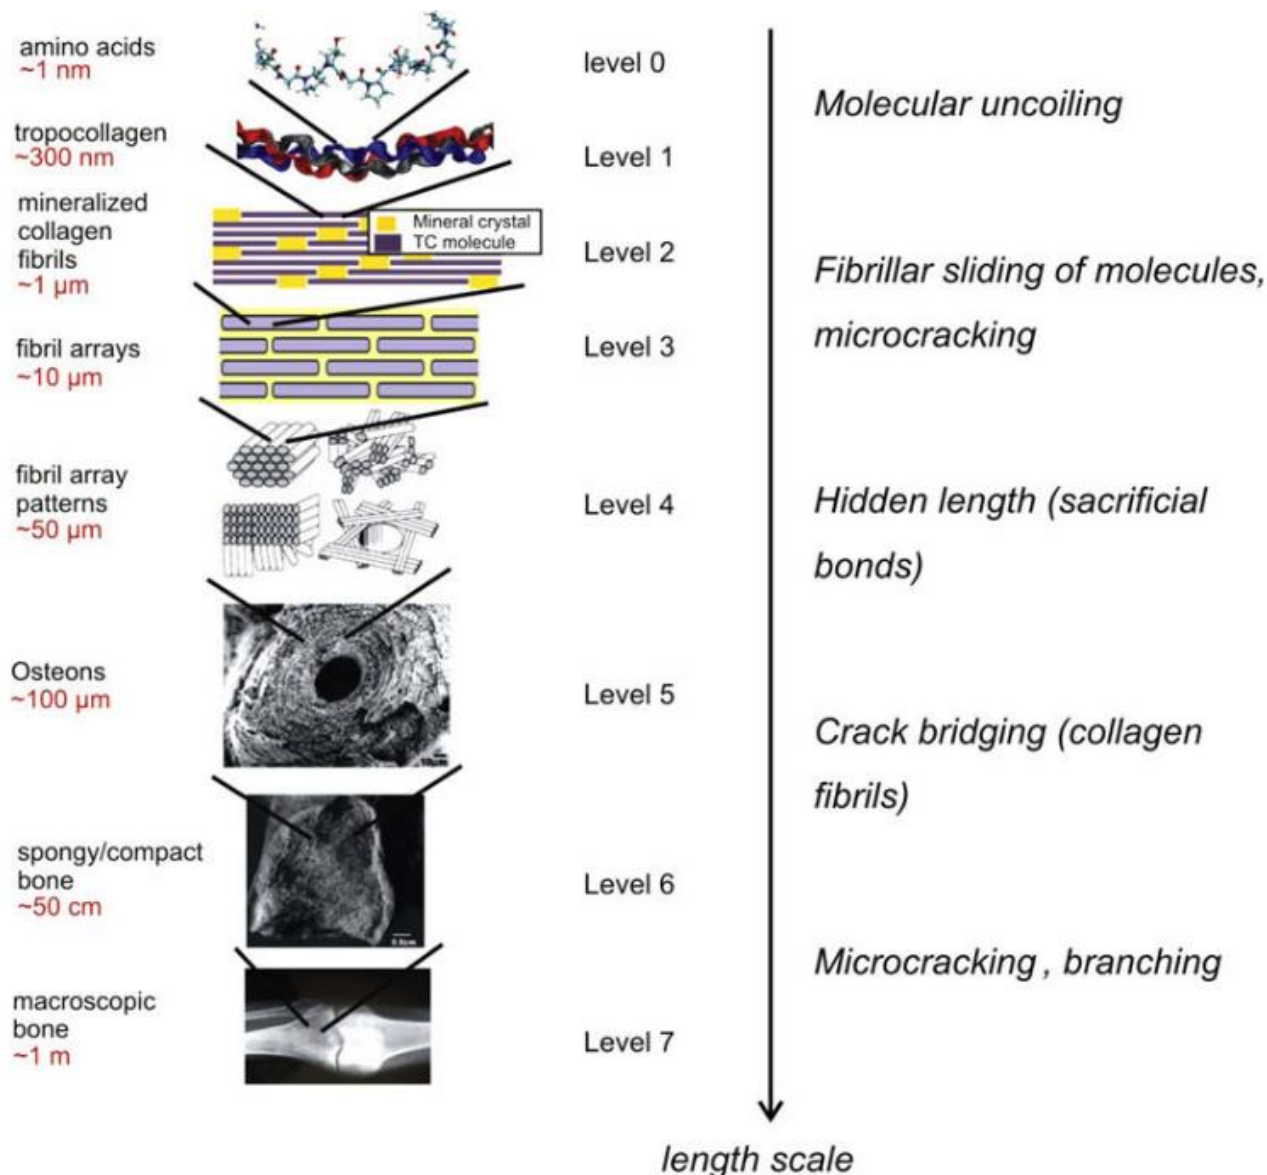 amino acids
~1 nm
level 0
Molecular uncoiling
tropocollagen
~300 nm
Level 1
mineralized
collagen
fibrils
~1 µm
Mineral crystal
TC molecule
Level 2
Fibrillar sliding of molecules,
microcracking
fibril arrays
~10 µm
Level 3
fibril array
patterns
~50 µm
Level 4
Hidden length (sacrificial
bonds)
Osteons
~100 µm
10µm
Level 5
Crack bridging (collagen
fibrils)
spongy/compact
bone
~50 cm
0.5cm
Level 6
Microcracking , branching
macroscopic
bone
~1 m
Level 7
length scale